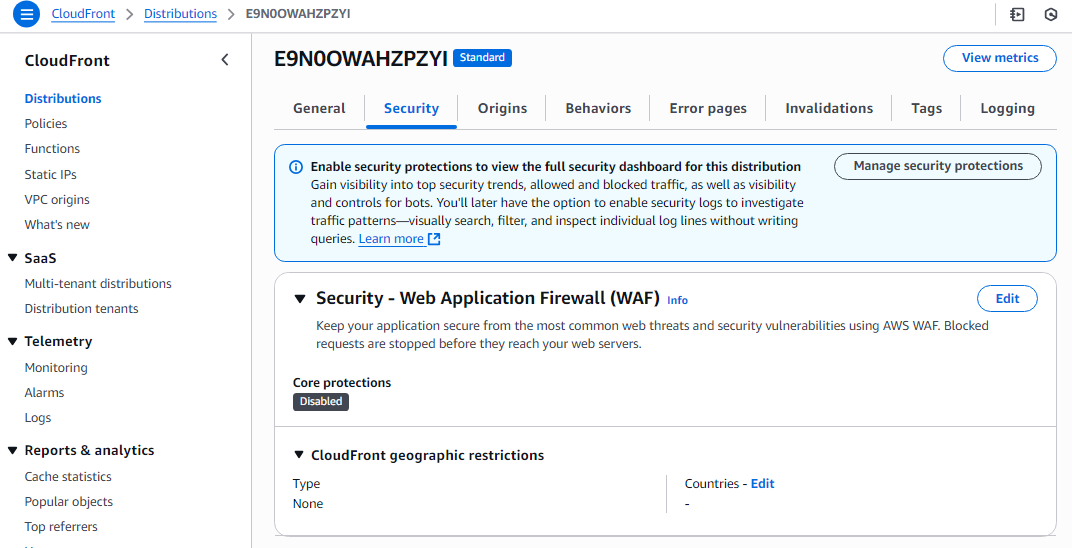 CloudFront > Distributions > E9N0OWAHZPZYI
CloudFront
Distributions
Policies
Functions
Static IPs
VPC origins
What's new
SaaS
Multi-tenant distributions
Distribution tenants
Telemetry
Monitoring
Alarms
Logs
Reports & analytics
Cache statistics
Popular objects
Top referrers
E9N0OWAHZPZYI Standard
View metrics
General Security Origins Behaviors Error pages Invalidations Tags Logging
Enable security protections to view the full security dashboard for this distribution
Gain visibility into top security trends, allowed and blocked traffic, as well as visibility
and controls for bots. You'll later have the option to enable security logs to investigate
traffic patterns—visually search, filter, and inspect individual log lines without writing
queries. Learn more
Manage security protections
Security - Web Application Firewall (WAF) Info
Edit
Keep your application secure from the most common web threats and security vulnerabilities using AWS WAF. Blocked
requests are stopped before they reach your web servers.
Core protections
Disabled
CloudFront geographic restrictions
Type
None
Countries - Edit
-